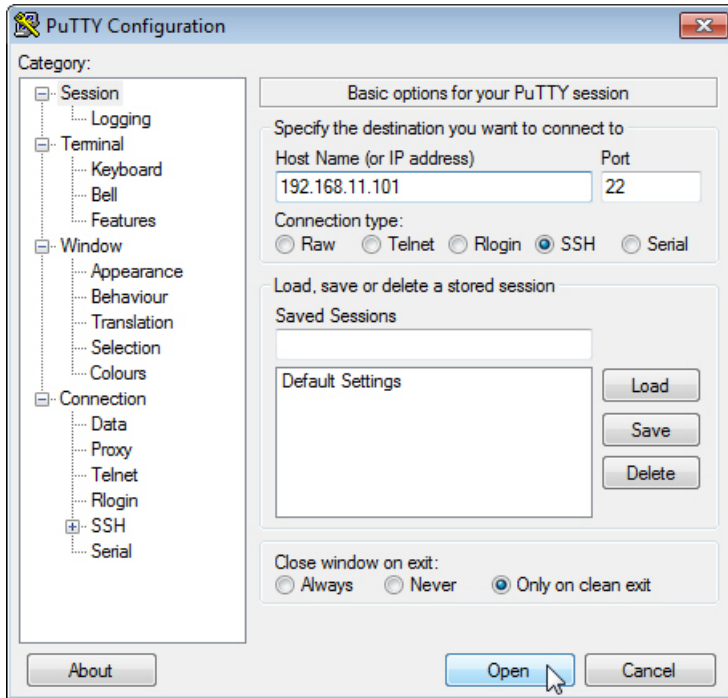 PuTTY Configuration
Category:
Session
Logging
Terminal
Keyboard
Bell
Features
Window
Appearance
Behaviour
Translation
Selection
Colours
Connection
Data
Proxy
Telnet
Rlogin
SSH
Serial
Basic options for your PuTTY session
Specify the destination you want to connect to
Host Name (or IP address) Port
192.168.11.101 22
Connection type:
Raw Telnet Rlogin SSH Serial
Load, save or delete a stored session
Saved Sessions
Default Settings
Load
Save
Delete
Close window on exit:
Always Never Only on clean exit
About Open Cancel